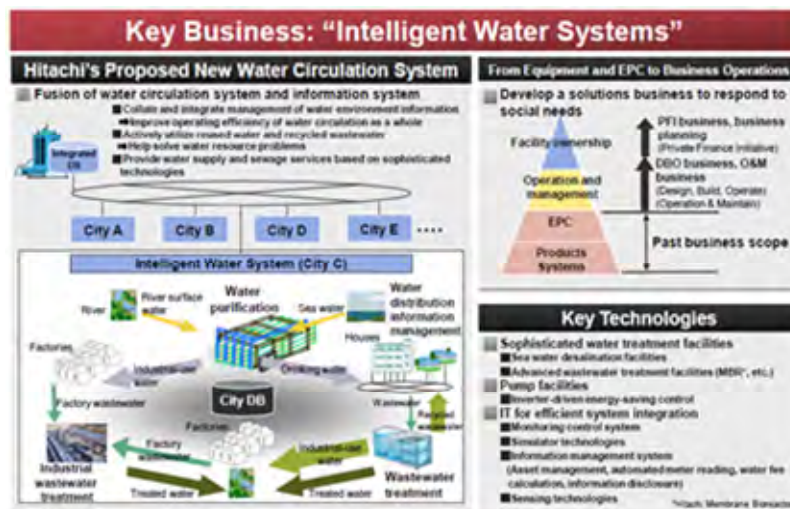 Key Business: “Intelligent Water Systems”
Hitachi's Proposed New Water Circulation System
Fusion of water circulation system and information system
Collate and integrate management of water environment information
Improve operating efficiency of water circulation as a whole
Actively utilize reused water and recycled wastewater
Help solve water resource problems
Provide water supply and sewage services based on sophisticated
technologies
Integrated
DB
City A
City B
City D
City E
Intelligent Water System (City C)
River
River surface
water
Water
purification
Sea water
Water
distribution
information
management
Houses
Factories
Industrial-use
water
Drinking water
City DB
Factory wastewater
Wastewater
Recycled
wastewater
Factories
Factory
wastewater
Industrial-use
water
Industrial
wastewater
treatment
Treated water
Treated water
Wastewater
treatment
From Equipment and EPC to Business Operations
Develop a solutions business to respond to
social needs
Facility ownership
Operation and
management
EPC
Products
Systems
PFI business, business
planning
(Private Finance Initiative)
DBO business, O&M
business
(Design, Build, Operate)
(Operation & Maintain)
Past business scope
Key Technologies
Sophisticated water treatment facilities
Sea water desalination facilities
Advanced wastewater treatment facilities (MBR*, etc.)
Pump facilities
Inverter-driven energy-saving control
IT for efficient system integration
Monitoring control system
Simulator technologies
Information management system
(Asset management, automated meter reading, water fee
calculation, information disclosure)
Sensing technologies
Membrane